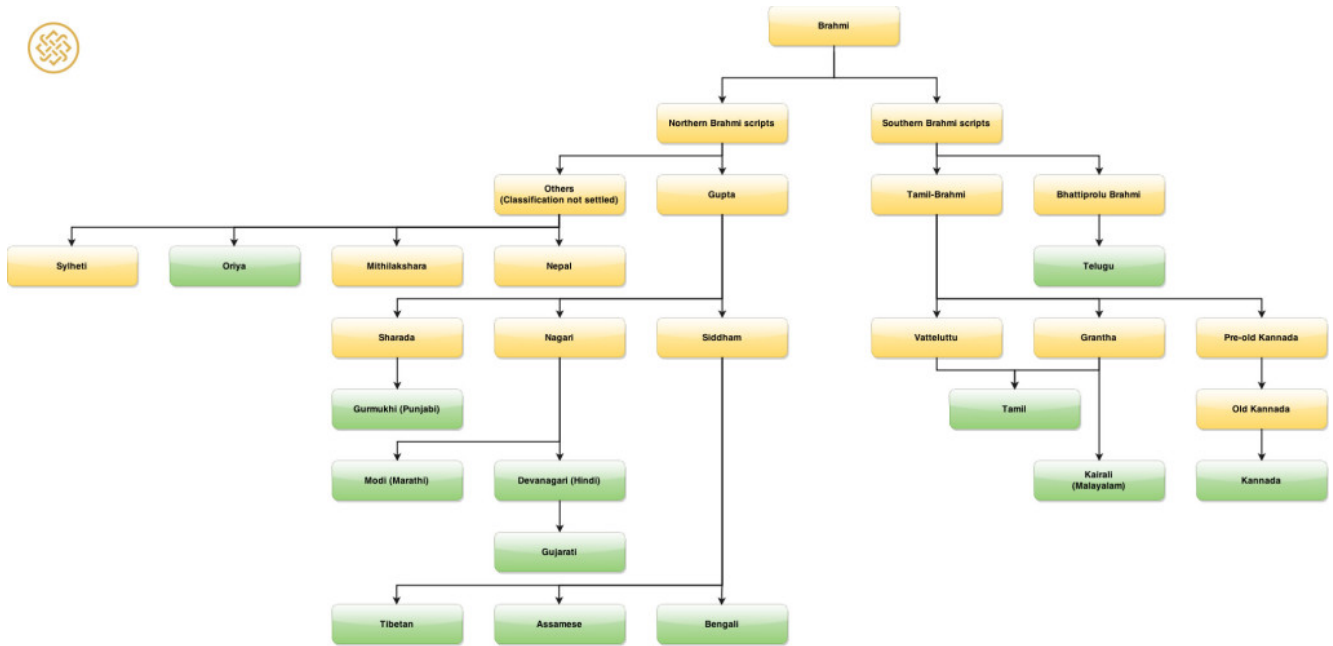 Brahmi
Northern Brahmi scripts
Southern Brahmi scripts
Others
(Classification not settled)
Gupta
Tamil-Brahmi
Bhattiprolu Brahmi
Sylheti
Oriya
Mithilakshara
Nepal
Telugu
Sharada
Nagari
Siddham
Vatteluttu
Grantha
Pre-old Kannada
Gurmukhi (Punjabi)
Tamil
Old Kannada
Modi (Marathi)
Devanagari (Hindi)
Kairali
(Malayalam)
Kannada
Gujarati
Tibetan
Assamese
Bengali